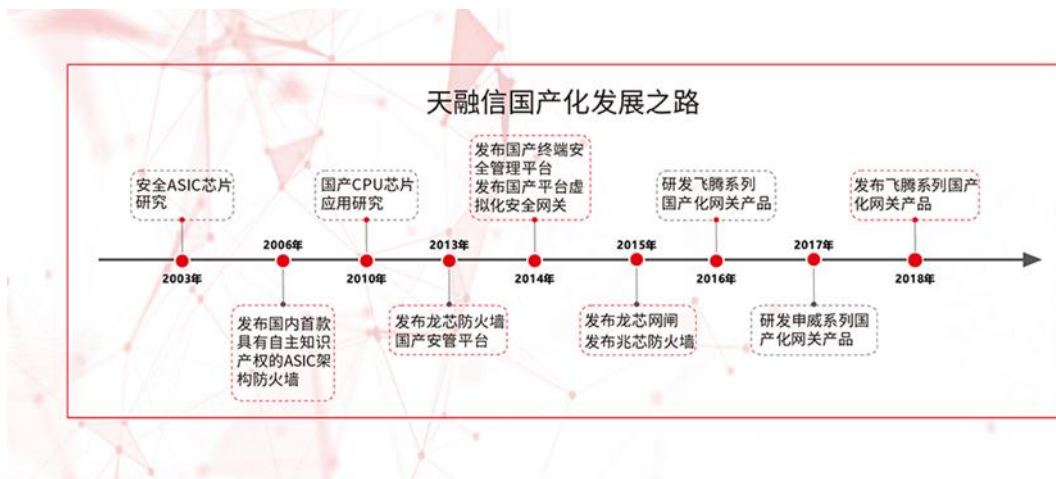 天融信国产化发展之路
安全ASIC芯片
研究
2003年
2006年
发布国内首款
具有自主知识
产权的ASIC架
构防火墙
国产CPU芯片
应用研究
2010年
2013年
发布龙芯防火墙
国产安管平台
发布国产终端安
全管理平台
发布国产平台虚
拟化安全网关
2014年
2015年
发布龙芯网闸
发布兆芯防火墙
研发飞腾系列
国产化网关产品
2016年
2017年
研发申威系列国
产化网关产品
发布飞腾系列国产
化网关产品
2018年